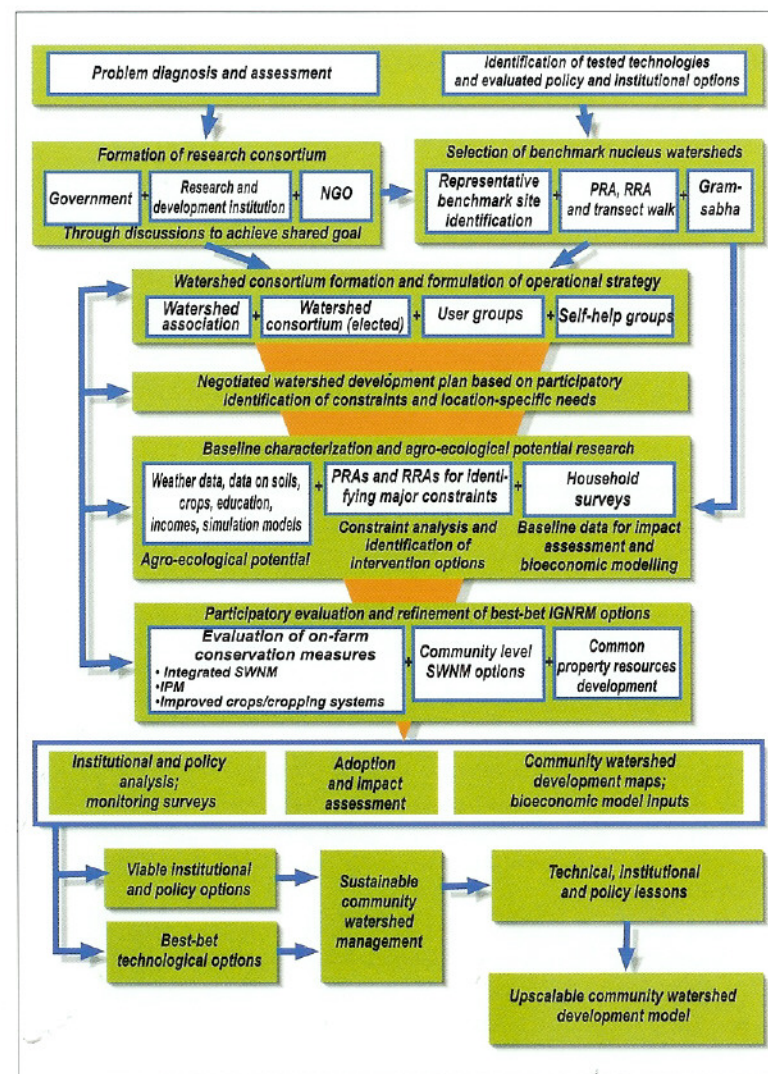 Problem diagnosis and assessment
Identification of tested technologies
and evaluated policy and institutional options
Formation of research consortium
Government
+
Research and
development institution
+
NGO
Through discussions to achieve shared goal
Selection of benchmark nucleus watersheds
Representative
benchmark site
identification
+
PRA, RRA
and transect walk
+
Gram-
sabha
Watershed consortium formation and formulation of operational strategy
Watershed
association
+
Watershed
consortium (elected)
+
User groups
+
Self-help groups
Negotiated watershed development plan based on participatory
identification of constraints and location-specific needs
Baseline characterization and agro-ecological potential research
Weather data, data on soils,
crops, education,
incomes, simulation models
Agro-ecological potential
+
PRAs and RRAs for identi-
fying major constraints
Constraint analysis and
identification of
intervention options
+
Household
surveys
Baseline data for impact
assessment and
bioeconomic modelling
Participatory evaluation and refinement of best-bet IGNRM options
Evaluation of on-farm
conservation measures
• Integrated SWNM
•IPM
•Improved crops/cropping systems
+
Community level
SWNM options
+
Common
property resources
development
Institutional and policy
analysis;
monitoring surveys
Adoption
and impact
assessment
Community watershed
development maps;
bioeconomic model inputs
Viable institutional
and policy options
Best-bet
technological options
Sustainable
community
watershed
management
Technical, institutional
and policy lessons
Upscalable community watershed
development model